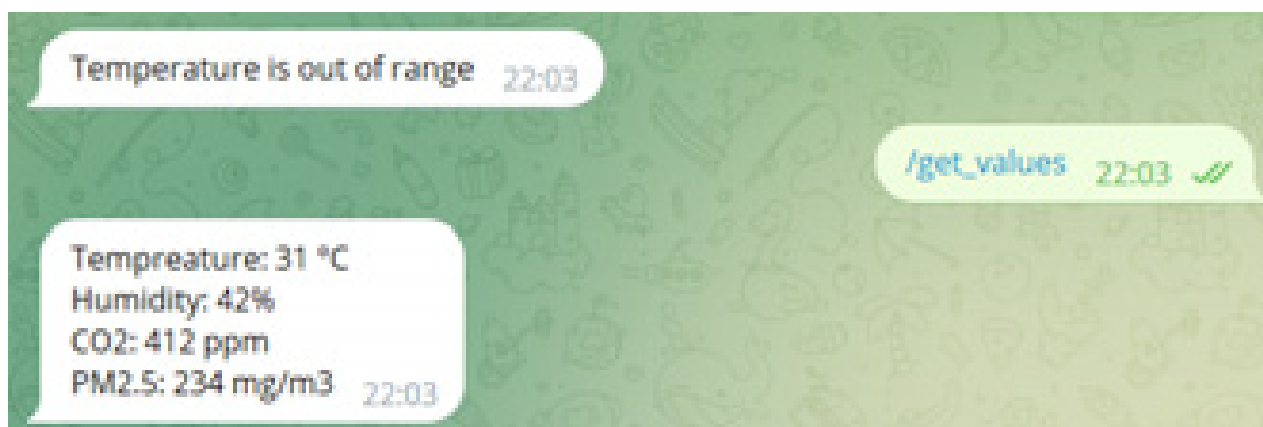 Temperature is out of range 22:03
/get_values 22:03
Tempreature: 31 °C
Humidity: 42%
CO2: 412 ppm
PM2.5: 234 mg/m3 22:03